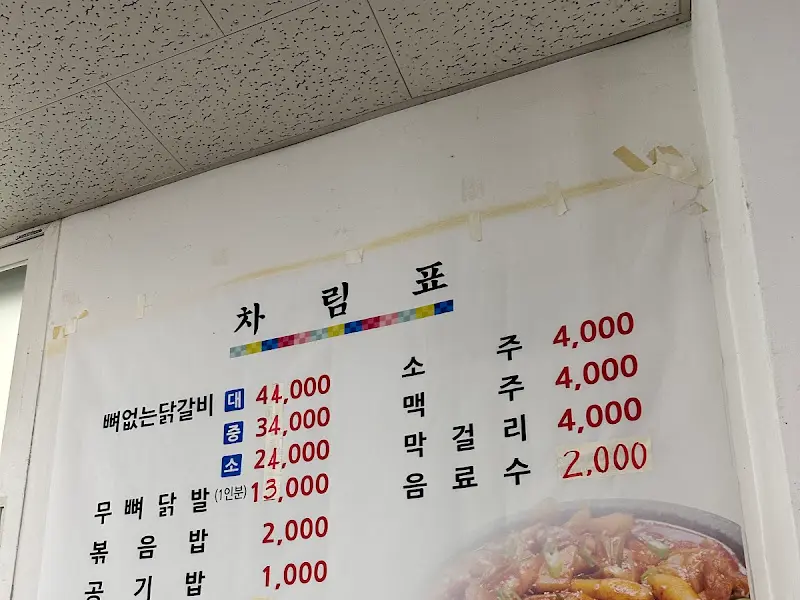 차림표
뼈없는닭갈비 대 44,000
중 34,000
소 24,000
무뼈닭발 (1인분) 13,000
볶음밥 2,000
공기밥 1,000
소주 4,000
맥주 4,000
막걸리 4,000
음료수 2,000